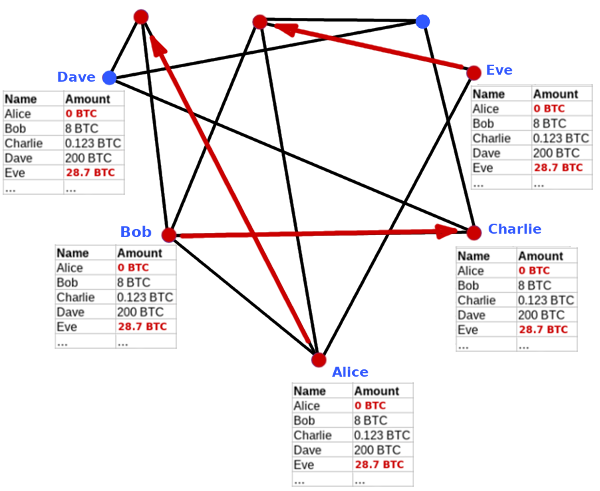 Dave
Name Amount
Alice 0 BTC
Bob 8 BTC
Charlie 0.123 BTC
Dave 200 BTC
Eve 28.7 BTC
... ...
Eve
Name Amount
Alice 0 BTC
Bob 8 BTC
Charlie 0.123 BTC
Dave 200 BTC
Eve 28.7 BTC
... ...
Bob
Name Amount
Alice 0 BTC
Bob 8 BTC
Charlie 0.123 BTC
Dave 200 BTC
Eve 28.7 BTC
... ...
Charlie
Name Amount
Alice 0 BTC
Bob 8 BTC
Charlie 0.123 BTC
Dave 200 BTC
Eve 28.7 BTC
... ...
Alice
Name Amount
Alice 0 BTC
Bob 8 BTC
Charlie 0.123 BTC
Dave 200 BTC
Eve 28.7 BTC
... ...